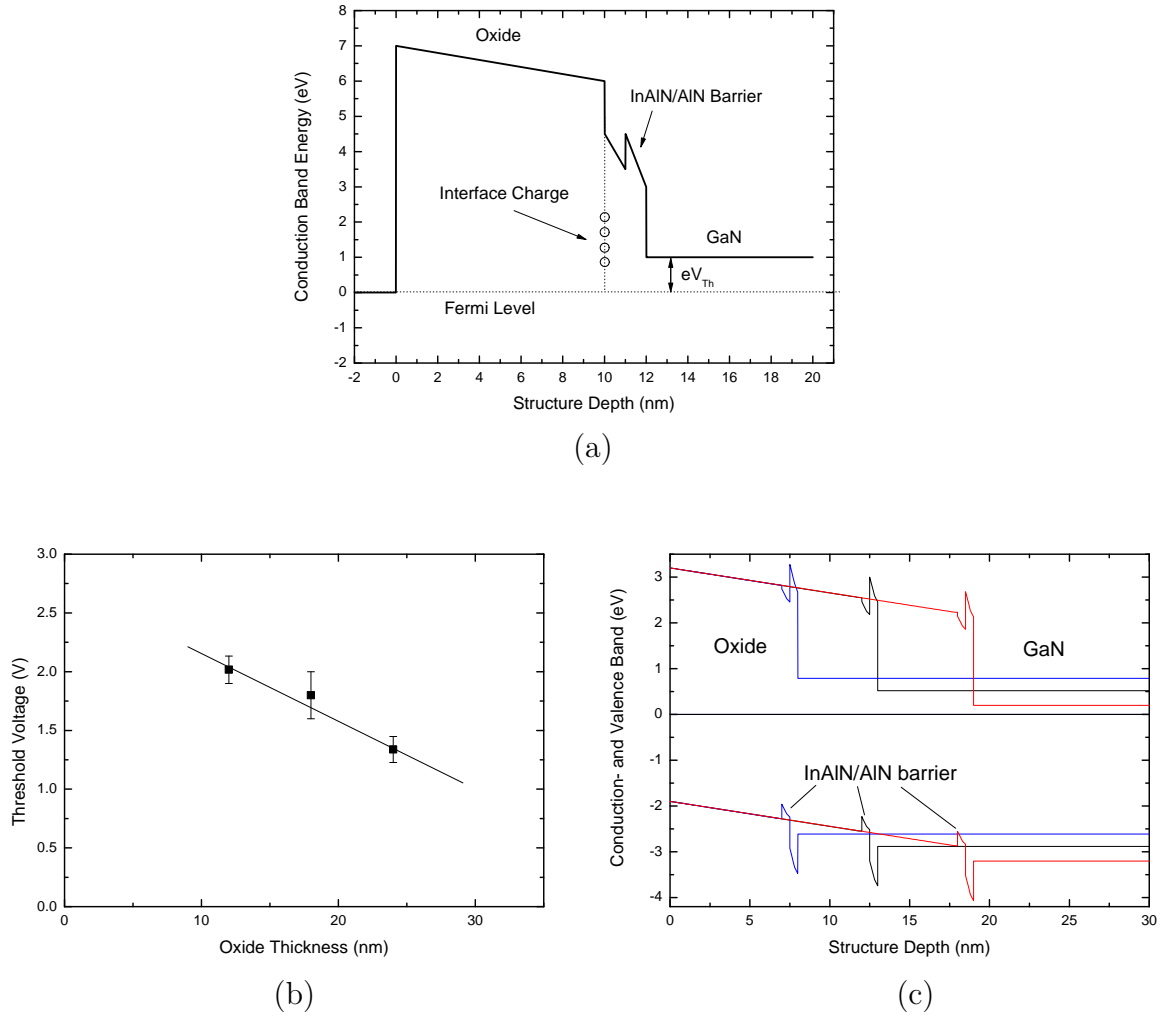 8
7
6
5
4
3
2
1
0
-1
-2
Conduction Band Energy (eV)
Oxide
InAlN/AlN Barrier
Interface Charge
GaN
eV_Th
Fermi Level
-2 0 2 4 6 8 10 12 14 16 18 20
Structure Depth (nm)
(a)
3.0
2.5
2.0
1.5
1.0
0.5
0.0
Threshold Voltage (V)
0 10 20 30
Oxide Thickness (nm)
(b)
3
2
1
0
-1
-2
-3
-4
Conduction- and Valence Band (eV)
Oxide GaN
InAlN/AlN barrier
0 5 10 15 20 25 30
Structure Depth (nm)
(c)